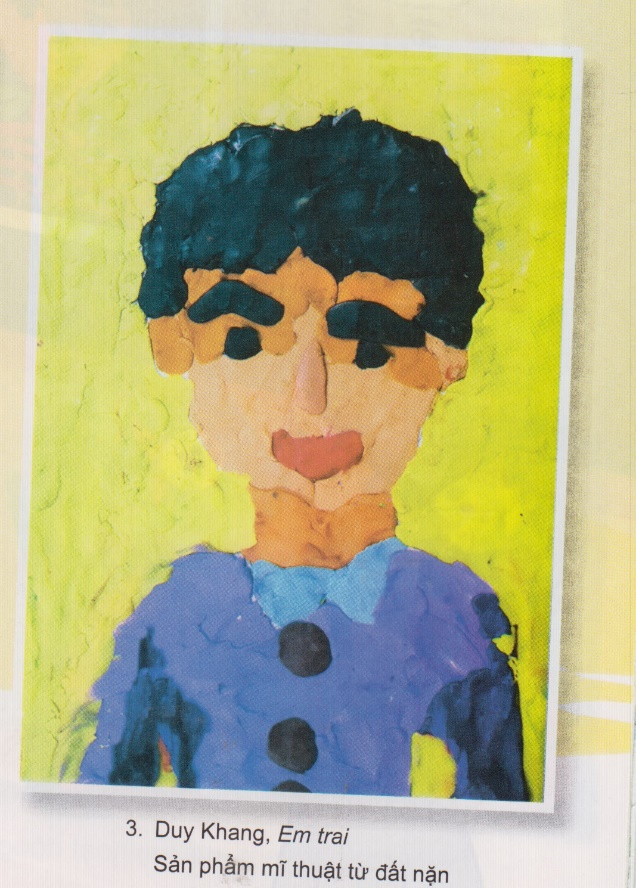 3. Duy Khang, Em trai
Sản phẩm mĩ thuật từ đất nặn